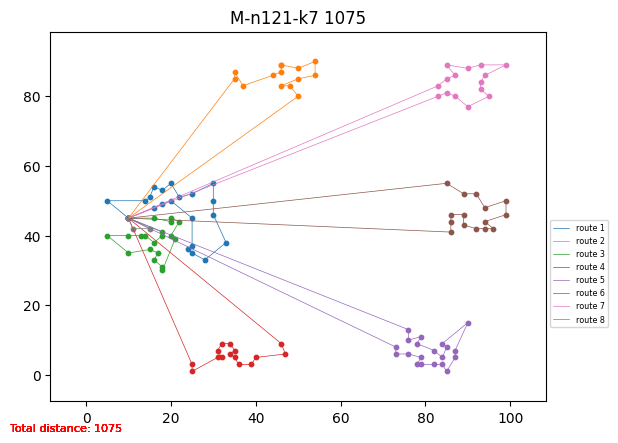 M-n121-k7 1075
80
60
40
20
0
0 20 40 60 80 100
route 1
route 2
route 3
route 4
route 5
route 6
route 7
route 8
Total distance: 1075